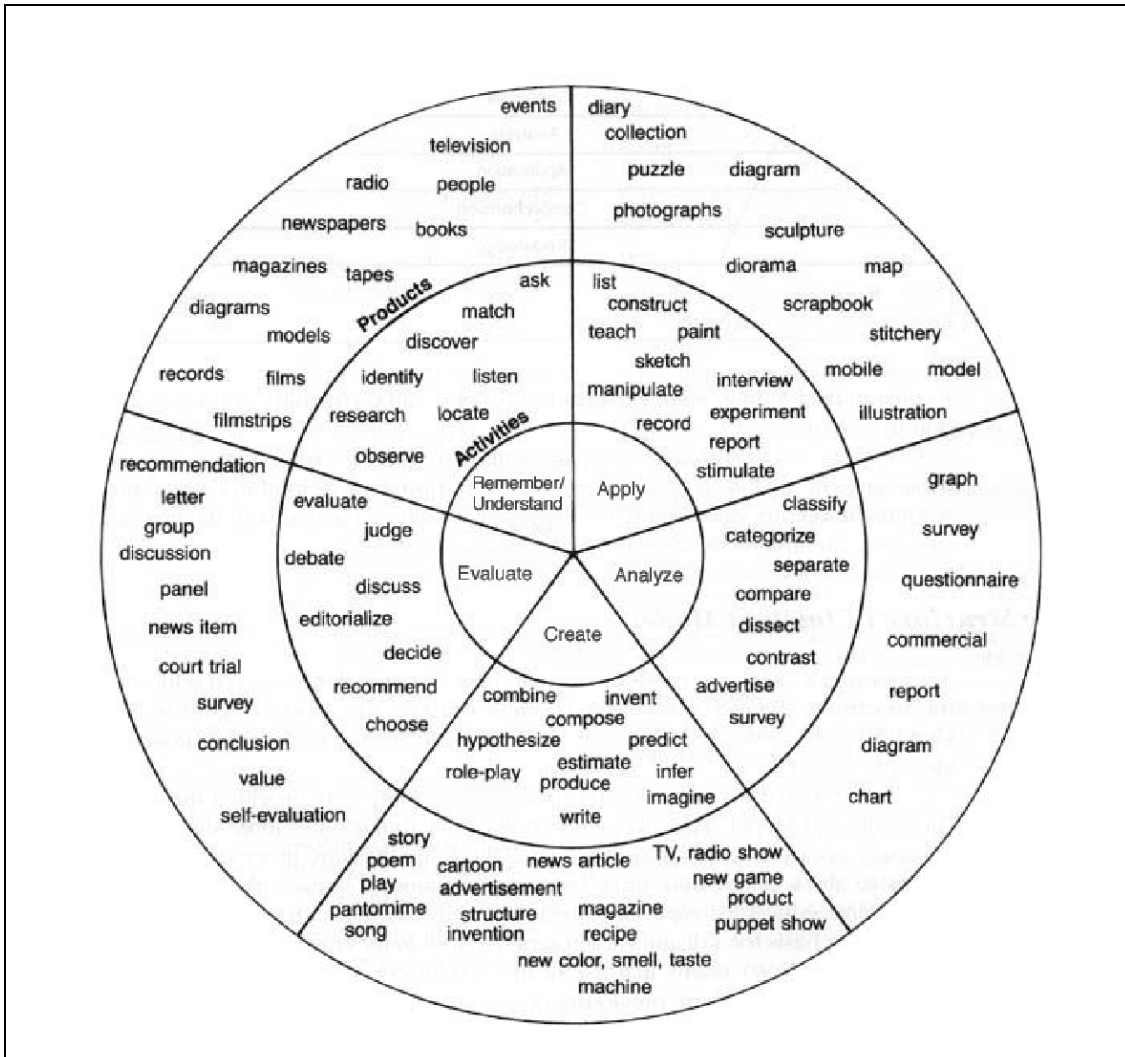 events
television
radio
people
newspapers
books
magazines
tapes
diagrams
models
records
films
filmstrips
diary
collection
puzzle
diagram
photographs
sculpture
diorama
map
scrapbook
stitchery
mobile
model
illustration
Products
ask
match
discover
identify
listen
research
locate
observe
list
construct
teach
paint
sketch
manipulate
interview
experiment
record
report
stimulate
Activities
Remember/
Understand
Apply
Evaluate
Analyze
Create
recommendation
letter
group
discussion
panel
news item
court trial
survey
conclusion
value
self-evaluation
evaluate
judge
debate
discuss
editorialize
decide
recommend
choose
classify
categorize
separate
compare
dissect
contrast
advertise
survey
graph
survey
questionnaire
commercial
report
diagram
chart
combine
invent
compose
hypothesize
predict
estimate
role-play
produce
infer
imagine
write
story
poem
play
pantomime
song
cartoon
advertisement
structure
invention
news article
magazine
recipe
TV, radio show
new game
product
puppet show
new color, smell, taste
machine